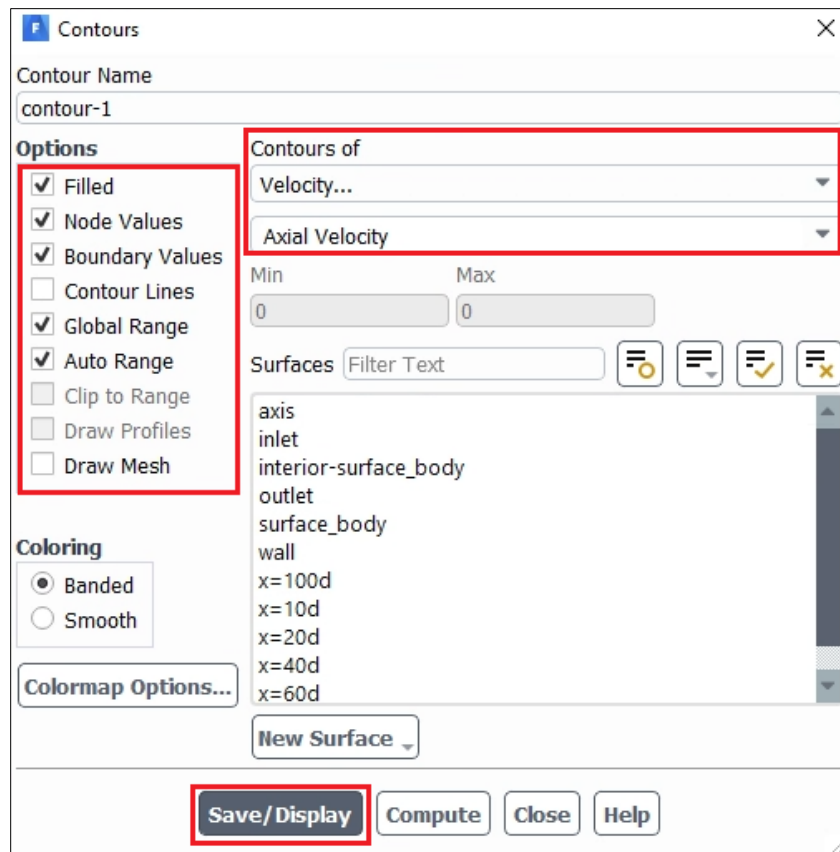 F Contours
Contour Name
contour-1
Options
Filled
Node Values
Boundary Values
Contour Lines
Global Range
Auto Range
Clip to Range
Draw Profiles
Draw Mesh
Coloring
Banded
Smooth
Colormap Options...
Contours of
Velocity...
Axial Velocity
Min Max
0 0
Surfaces Filter Text
axis
inlet
interior-surface_body
outlet
surface_body
wall
x=100d
x=10d
x=20d
x=40d
x=60d
New Surface
Save/Display Compute Close Help